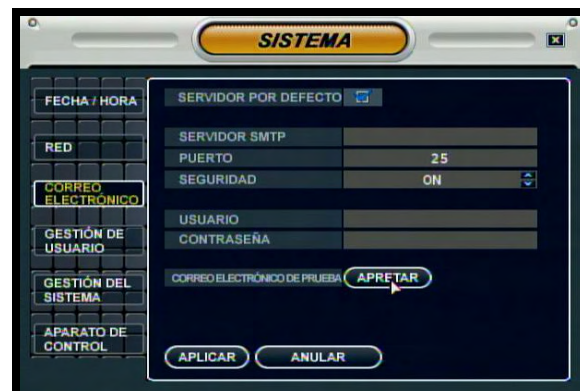 SISTEMA
FECHA / HORA
RED
CORREO
ELECTRÓNICO
GESTIÓN DE
USUARIO
GESTIÓN DEL
SISTEMA
APARATO DE
CONTROL
SERVIDOR POR DEFECTO
SERVIDOR SMTP
PUERTO 25
SEGURIDAD ON
USUARIO
CONTRASEÑA
CORREO ELECTRÓNICO DE PRUEBA APRETAR
APLICAR ANULAR